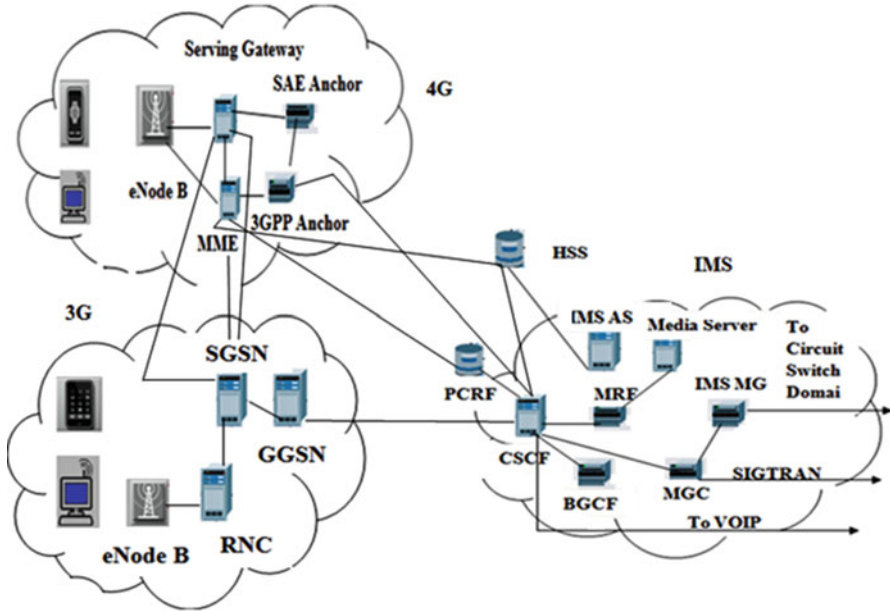 Serving Gateway
SAE Anchor
4G
eNode B
3GPP Anchor
MME
HSS
IMS
3G
IMS AS
Media Server
To
Circuit
Switch
Domai
SGSN
PCRF
MRF
IMS MG
GGSN
CSCF
BGCF
MGC
SIGTRAN
To VOIP
eNode B
RNC